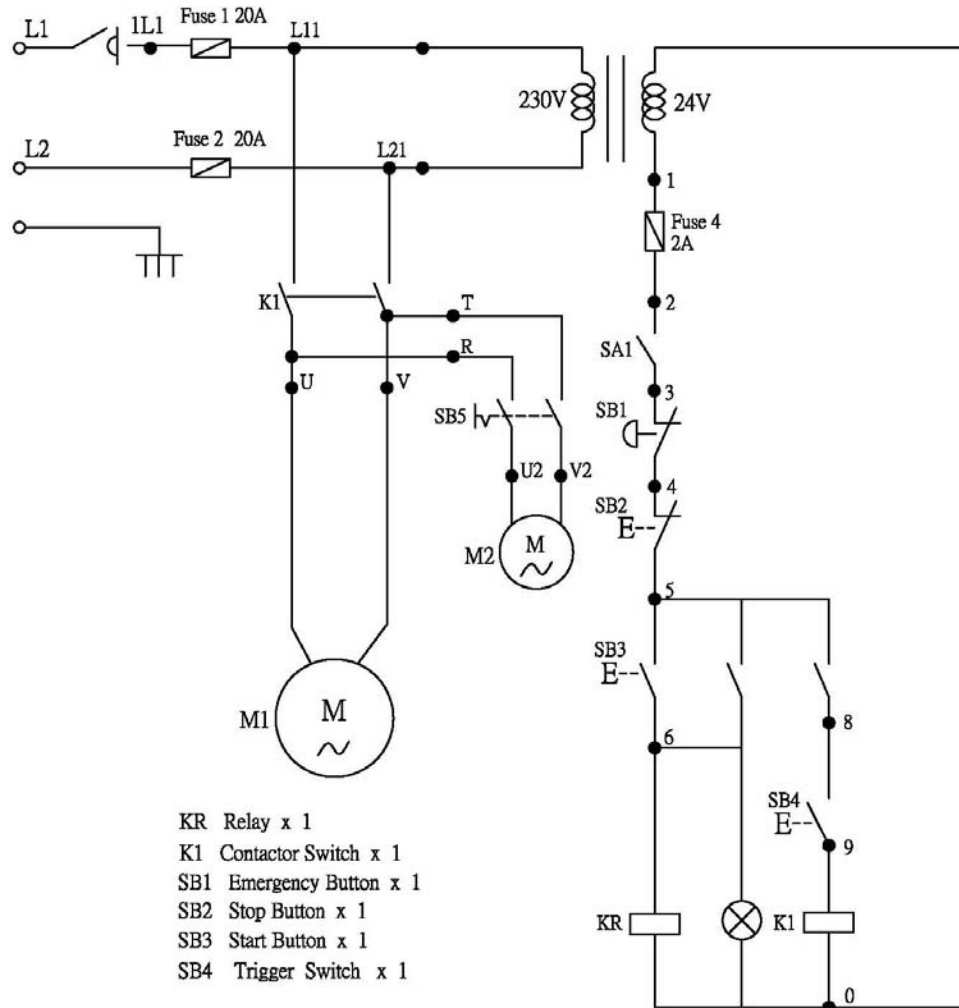 L1
1L1
Fuse 1 20A
L11
230V
24V
L2
Fuse 2 20A
L21
1
Fuse 4
2A
2
K1
T
SA1
R
3
U
V
SB1
SB5
U2
V2
4
SB2
E
M2
M
5
SB3
E
M1
M
6
8
SB4
E
9
KR Relay x 1
K1 Contactor Switch x 1
SB1 Emergency Button x 1
SB2 Stop Button x 1
SB3 Start Button x 1
SB4 Trigger Switch x 1
KR
K1
0